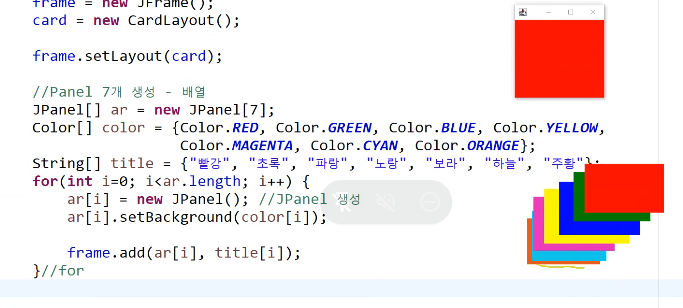 frame = new JFrame();
card = new CardLayout();
frame.setLayout(card);
//Panel 7개 생성 - 배열
JPanel[] ar = new JPanel[7];
Color[] color = {Color.RED, Color.GREEN, Color.BLUE, Color.YELLOW,
Color.MAGENTA, Color.CYAN, Color.ORANGE};
String[] title = {"빨강", "초록", "파랑", "노랑", "보라", "하늘", "주황"};
for(int i=0; i<ar.length; i++) {
ar[i] = new JPanel(); //JPanel 생성
ar[i].setBackground(color[i]);
frame.add(ar[i], title[i]);
}//for